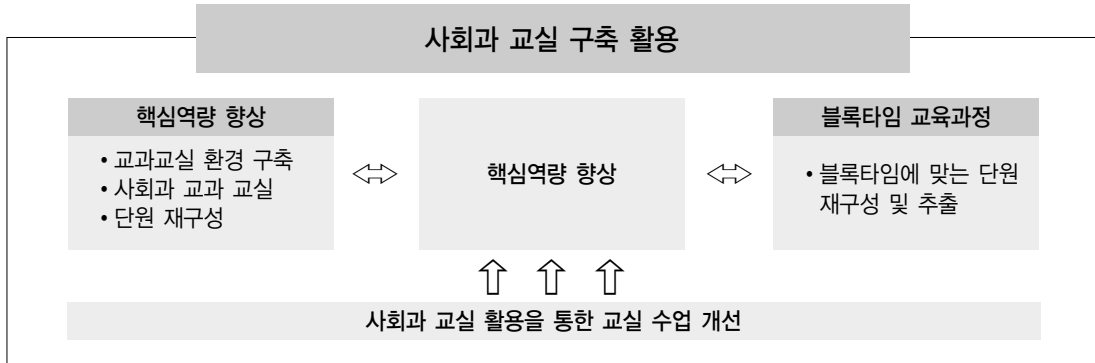 사회과 교실 구축 활용
핵심역량 향상
• 교과교실 환경 구축
• 사회과 교과 교실
• 단원 재구성
핵심역량 향상
블록타임 교육과정
• 블록타임에 맞는 단원
재구성 및 추출
사회과 교실 활용을 통한 교실 수업 개선